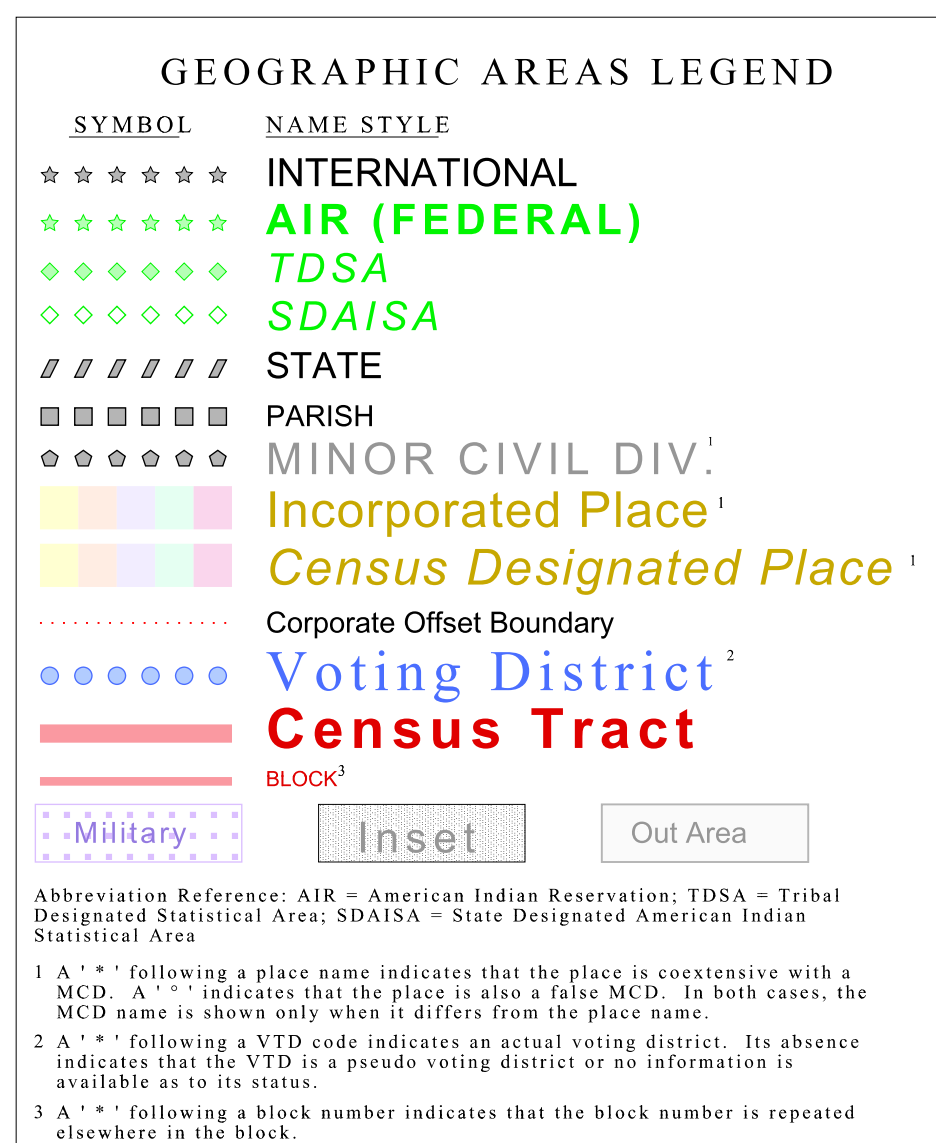 GEOGRAPHIC AREAS LEGEND
SYMBOL NAME STYLE
INTERNATIONAL
AIR (FEDERAL)
TDSA
SDAISA
STATE
PARISH
MINOR CIVIL DIV.1
Incorporated Place 1
Census Designated Place 1
Corporate Offset Boundary
Voting District 2
Census Tract
BLOCK3
Military Inset Out Area
Abbreviation Reference: AIR = American Indian Reservation; TDSA = Tribal
Designated Statistical Area; SDAISA = State Designated American Indian
Statistical Area
1 A ' * ' following a place name indicates that the place is coextensive with a
MCD. A ' ° ' indicates that the place is also a false MCD. In both cases, the
MCD name is shown only when it differs from the place name.
2 A ' * ' following a VTD code indicates an actual voting district. Its absence
indicates that the VTD is a pseudo voting district or no information is
available as to its status.
3 A ' * ' following a block number indicates that the block number is repeated
elsewhere in the block.